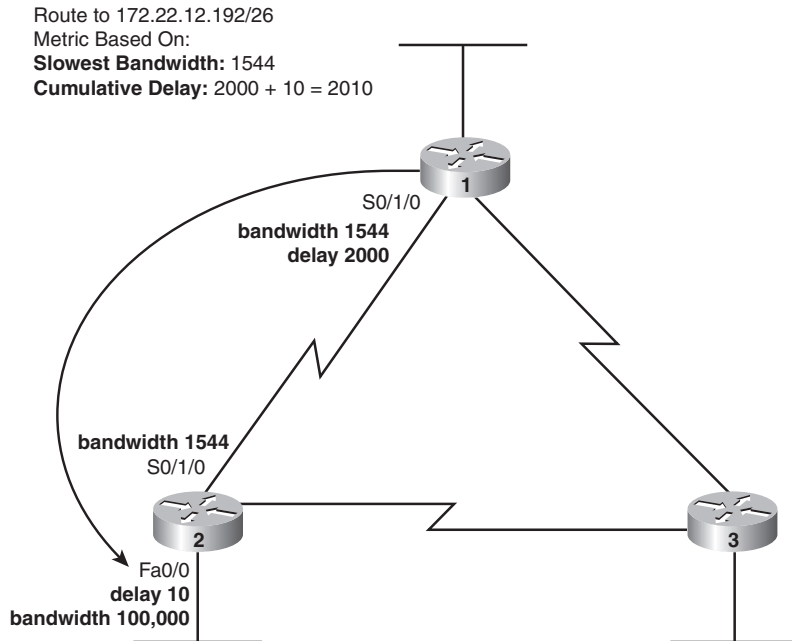 Route to 172.22.12.192/26
Metric Based On:
Slowest Bandwidth: 1544
Cumulative Delay: 2000 + 10 = 2010
1
S0/1/0
bandwidth 1544
delay 2000
bandwidth 1544
S0/1/0
2
3
Fa0/0
delay 10
bandwidth 100,000